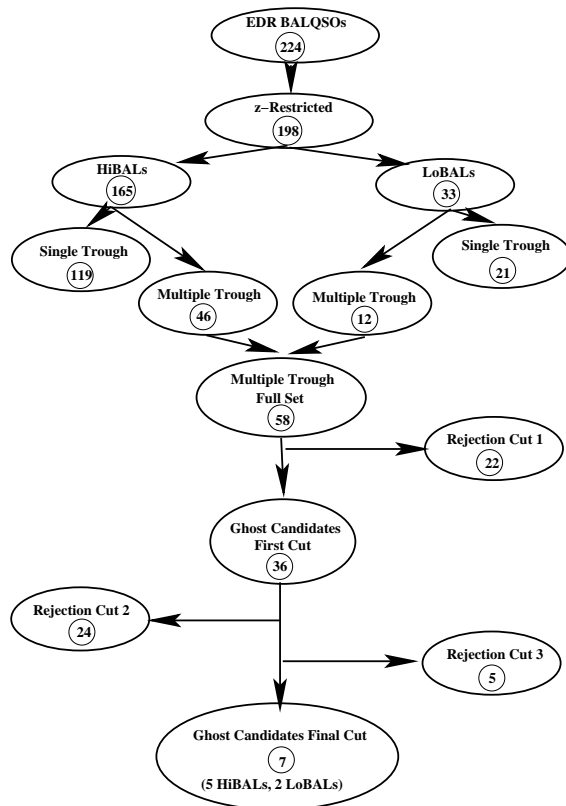 EDR BALQSOs
224
z−Restricted
198
HiBALs
165
LoBALs
33
Single Trough
119
Single Trough
21
Multiple Trough
46
Multiple Trough
12
Multiple Trough
Full Set
58
Rejection Cut 1
22
Ghost Candidates
First Cut
36
Rejection Cut 2
24
Rejection Cut 3
5
Ghost Candidates Final Cut
7
(5 HiBALs, 2 LoBALs)